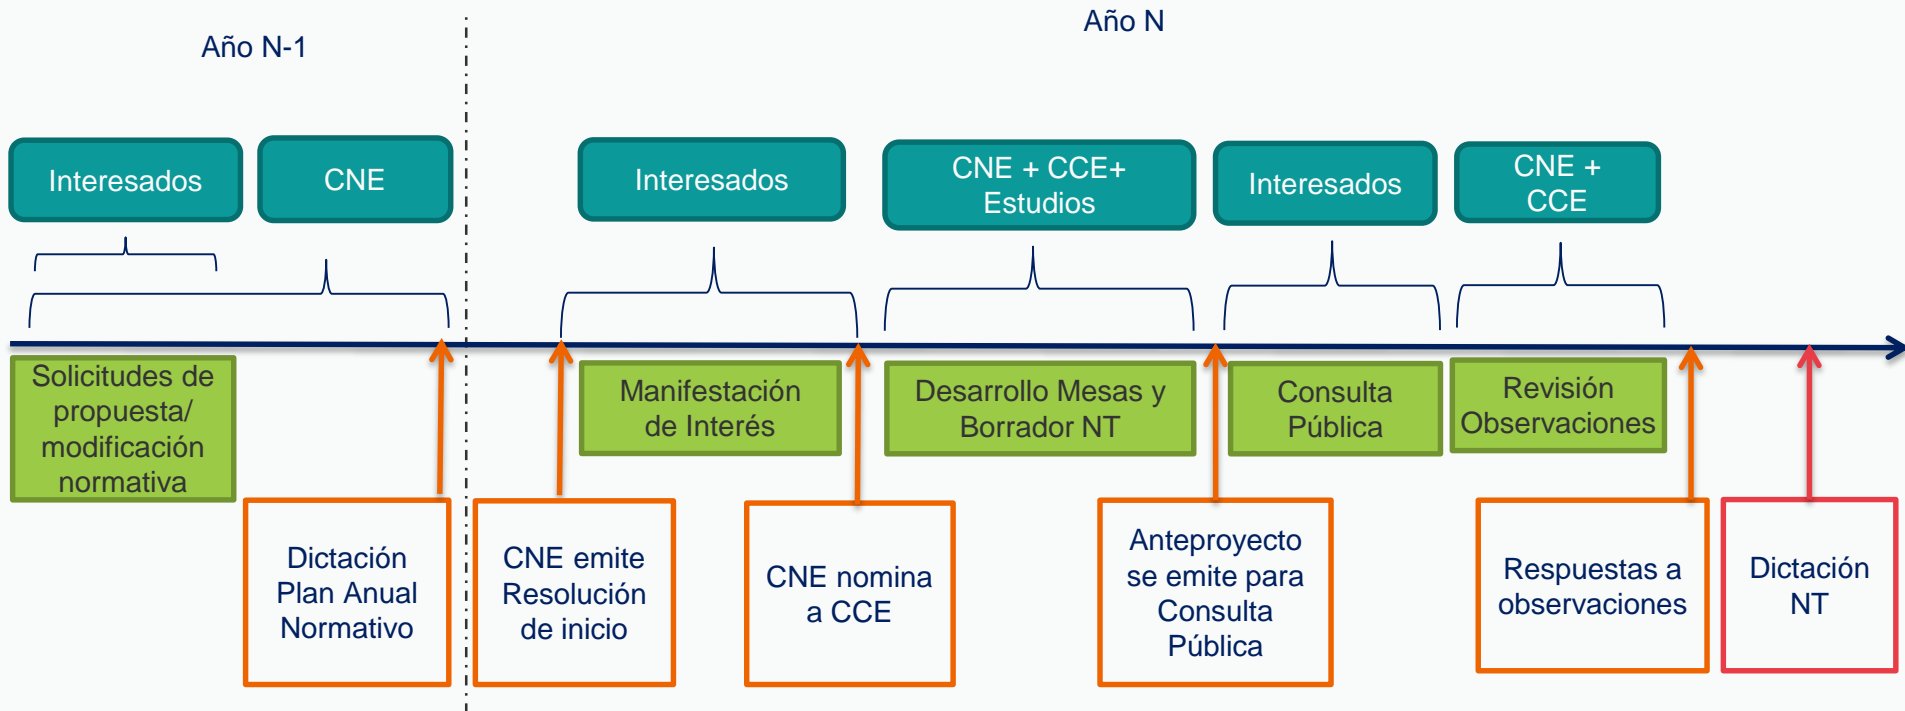 Año N-1
Año N
Interesados
CNE
Interesados
CNE + CCE+
Estudios
Interesados
CNE +
CCE
Solicitudes de
propuesta/
modificación
normativa
Manifestación
de Interés
Desarrollo Mesas y
Borrador NT
Consulta
Pública
Revisión
Observaciones
Dictación
Plan Anual
Normativo
CNE emite
Resolución
de inicio
CNE nomina
a CCE
Anteproyecto
se emite para
Consulta
Pública
Respuestas a
observaciones
Dictación
NT